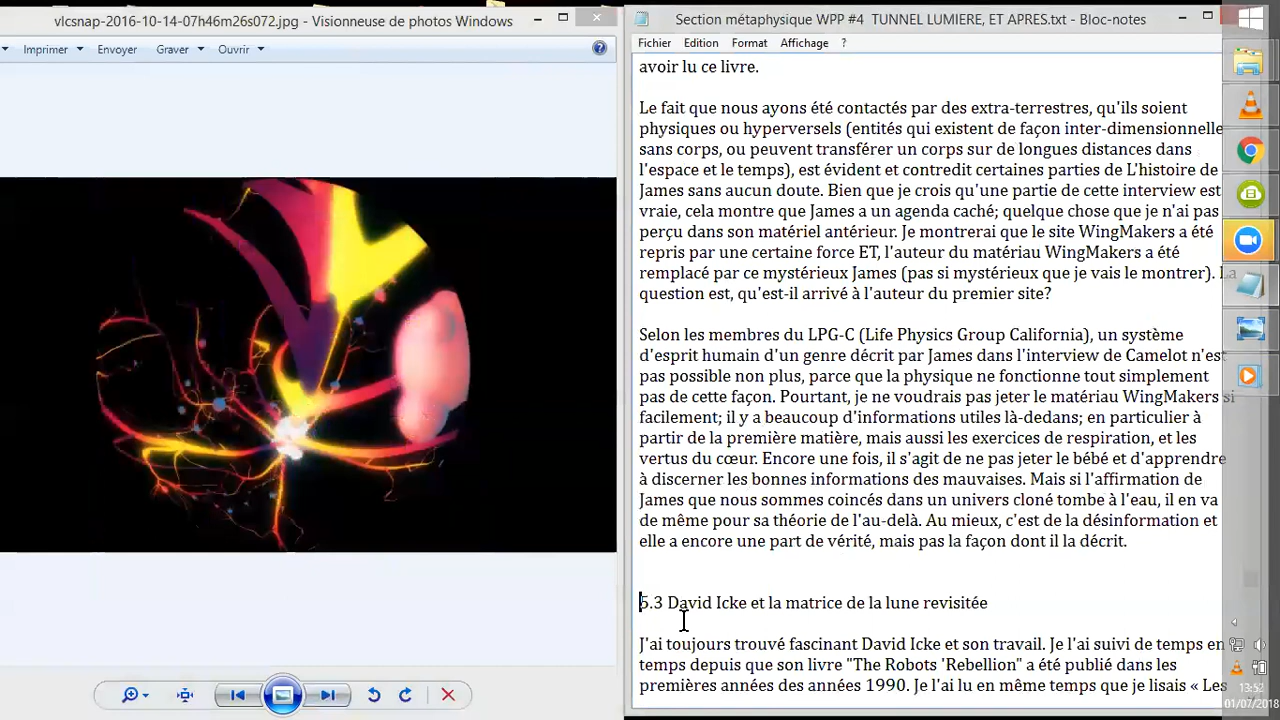 vlcsnap-2016-10-14-07h46m26s072.jpg - Visionneuse de photos Windows
Imprimer
Envoyer
Graver
Ouvrir
Section métaphysique WPP #4  TUNNEL LUMIERE, ET APRES.txt - Bloc-notes
Fichier
Edition
Format
Affichage
?
avoir lu ce livre.
Le fait que nous ayons été contactés par des extra-terrestres, qu'ils soient
physiques ou hyperversels (entités qui existent de façon inter-dimensionnelle
sans corps, ou peuvent transférer un corps sur de longues distances dans
l'espace et le temps), est évident et contredit certaines parties de L'histoire de
James sans aucun doute. Bien que je crois qu'une partie de cette interview est
vraie, cela montre que James a un agenda caché; quelque chose que je n'ai pas
perçu dans son matériel antérieur. Je montrerai que le site WingMakers a été
repris par une certaine force ET, l'auteur du matériau WingMakers a été
remplacé par ce mystérieux James (pas si mystérieux que je vais le montrer). La
question est, qu'est-il arrivé à l'auteur du premier site?
Selon les membres du LPG-C (Life Physics Group California), un système
d'esprit humain d'un genre décrit par James dans l'interview de Camelot n'est
pas possible non plus, parce que la physique ne fonctionne tout simplement
pas de cette façon. Pourtant, je ne voudrais pas jeter le matériau WingMakers si
facilement; il y a beaucoup d'informations utiles là-dedans; en particulier à
partir de la première matière, mais aussi les exercices de respiration, et les
vertus du cœur. Encore une fois, il s'agit de ne pas jeter le bébé et d'apprendre
à discerner les bonnes informations des mauvaises. Mais si l'affirmation de
James que nous sommes coincés dans un univers cloné tombe à l'eau, il en va
de même pour sa théorie de l'au-delà. Au mieux, c'est de la désinformation et
elle a encore une part de vérité, mais pas la façon dont il la décrit.
5.3 David Icke et la matrice de la lune revisitée
J'ai toujours trouvé fascinant David Icke et son travail. Je l'ai suivi de temps en
temps depuis que son livre "The Robots 'Rebellion" a été publié dans les
premières années des années 1990. Je l'ai lu en même temps que je lisais « Les
13:52
01/07/2018